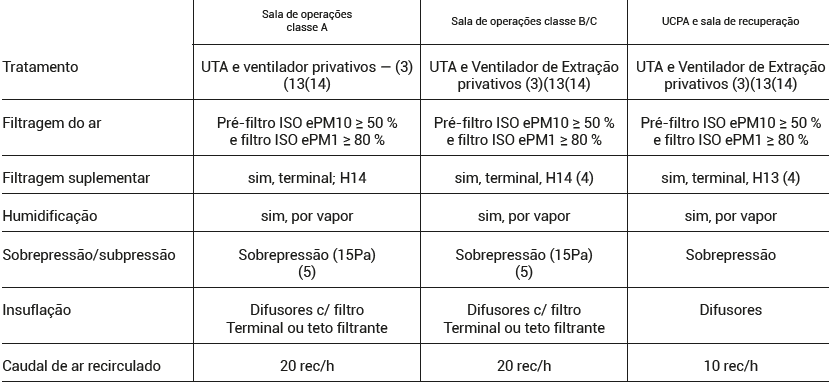 Sala de operações
classe A
Sala de operações classe B/C
UCPA e sala de recuperação
Tratamento
UTA e ventilador privativos — (3)
(13(14)
UTA e Ventilador de Extração
privativos (3)(13(14)
UTA e Ventilador de Extração
privativos (3)(13(14)
Filtragem do ar
Pré-filtro ISO ePM10 ≥ 50 %
e filtro ISO ePM1 ≥ 80 %
Pré-filtro ISO ePM10 ≥ 50 %
e filtro ISO ePM1 ≥ 80 %
Pré-filtro ISO ePM10 ≥ 50 %
e filtro ISO ePM1 ≥ 80 %
Filtragem suplementar
sim, terminal; H14
sim, terminal, H14 (4)
sim, terminal, H13 (4)
Humidificação
sim, por vapor
sim, por vapor
sim, por vapor
Sobrepressão/subpressão
Sobrepressão (15Pa)
(5)
Sobrepressão (15Pa)
(5)
Sobrepressão
Insuflação
Difusores c/ filtro
Terminal ou teto filtrante
Difusores c/ filtro
Terminal ou teto filtrante
Difusores
Caudal de ar recirculado
20 rec/h
20 rec/h
10 rec/h